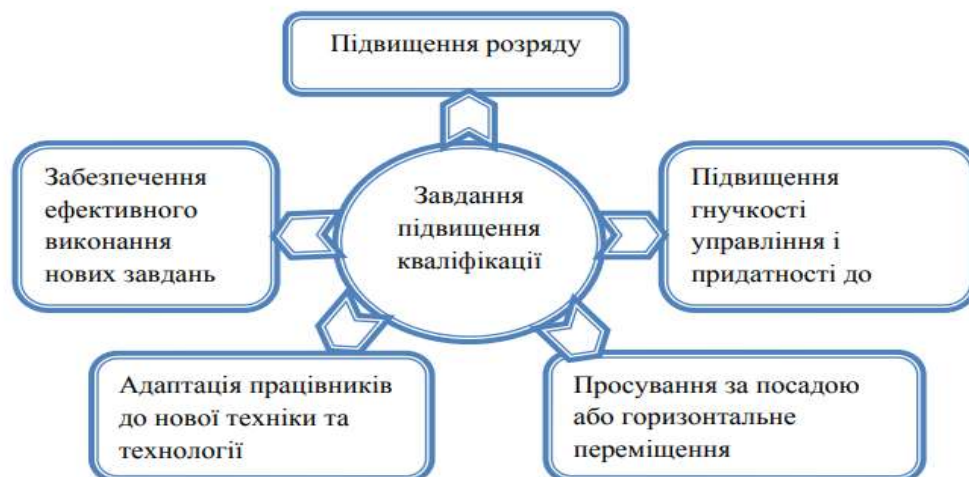 Підвищення розряду
Забезпечення
ефективного
виконання
нових завдань
Завдання
підвищення
кваліфікації
Підвищення
гнучкості
управління і
придатності до
Адаптація працівників
до нової техніки та
технології
Просування за посадою
або горизонтальне
переміщення